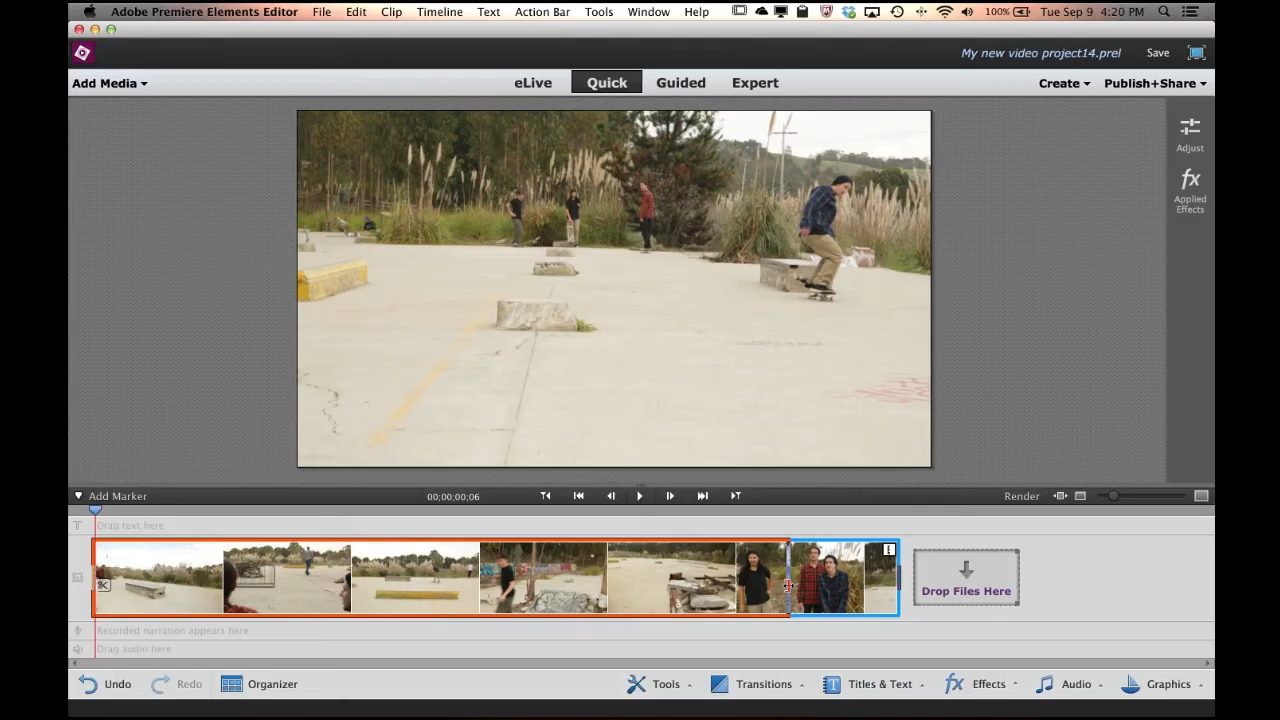 Adobe Premiere Elements Editor File Edit Clip Timeline Text Action Bar Tools Window Help 100% Tue Sep 9 4:20 PM
My new video project14.prel Save
Add Media eLive Quick Guided Expert Create Publish+Share
Adjust
fx
Applied
Effects
Add Marker 00;00;00;06 Render
T Drag text here
Drop Files Here
Recorded narration appears here
Drag audio here
Undo Redo Organizer Tools Transitions T Titles & Text fx Effects Audio Graphics